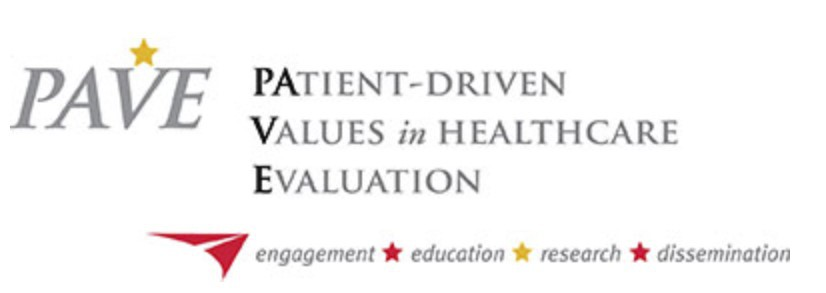 PAVE
PATIENT-DRIVEN
VALUES in HEALTHCARE
EVALUATION
engagement ★ education ★ research ★ dissemination